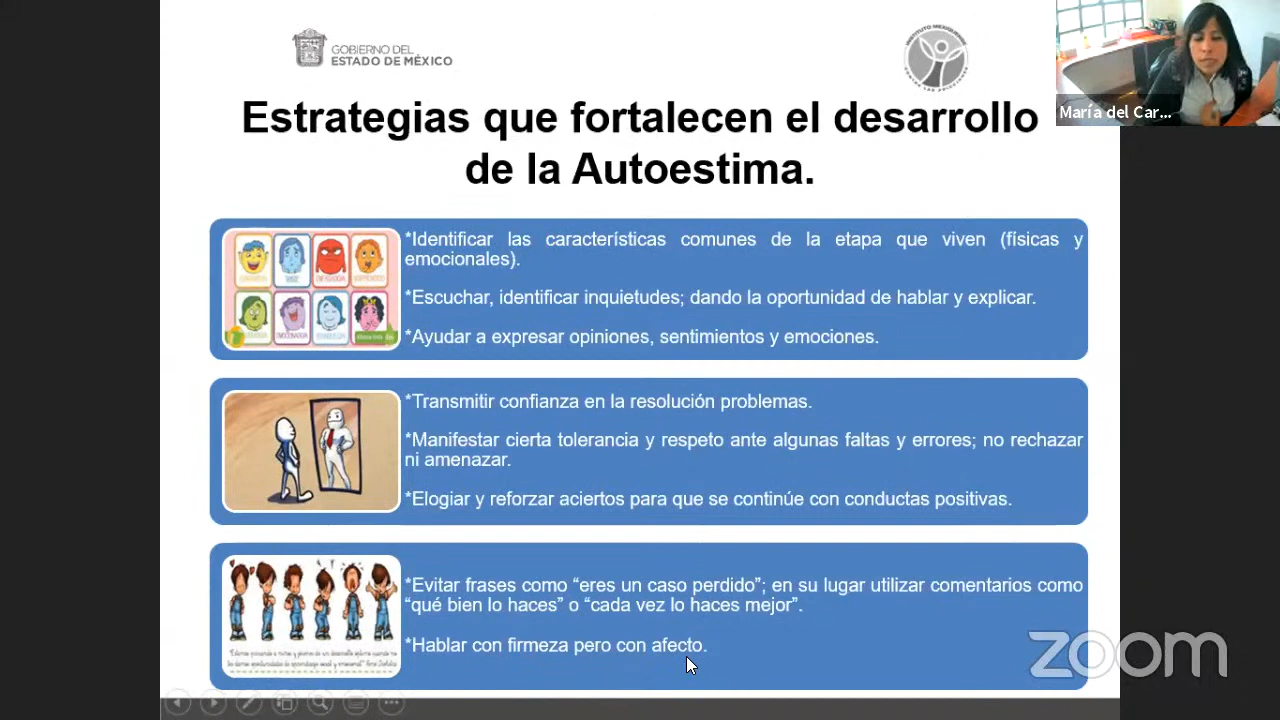 GOBIERNO DEL
ESTADO DE MÉXICO
María del Car...
Estrategias que fortalecen el desarrollo
de la Autoestima.
*Identificar las características comunes de la etapa que viven (físicas y
emocionales).
*Escuchar, identificar inquietudes; dando la oportunidad de hablar y explicar.
*Ayudar a expresar opiniones, sentimientos y emociones.
*Transmitir confianza en la resolución problemas.
*Manifestar cierta tolerancia y respeto ante algunas faltas y errores; no rechazar
ni amenazar.
*Elogiar y reforzar aciertos para que se continúe con conductas positivas.
*Evitar frases como “eres un caso perdido”; en su lugar utilizar comentarios como
“qué bien lo haces” o “cada vez lo haces mejor”.
*Hablar con firmeza pero con afecto.
zoom